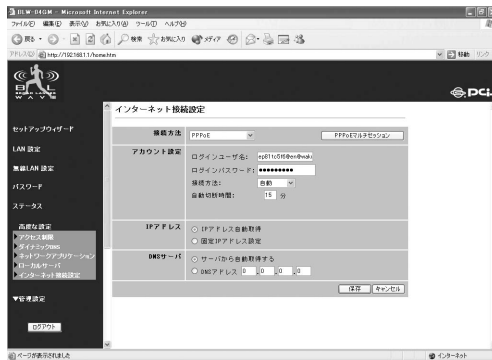 BLW-04GM - Microsoft Internet Explorer
ファイル(F) 編集(E) 表示(V) お気に入り(A) ツール(T) ヘルプ(H)
戻る 検索 お気に入り メディア
アドレス(D) http://192.168.1.1/home.htm 移動 リンク
PCi
WAVE
インターネット接続設定
セットアップウィザード
LAN 設定
無線LAN 設定
パスワード
ステータス
高度な設定
アクセス制限
ダイナミックDNS
ネットワークアプリケーション
ローカルサーバ
インターネット接続設定
▼管理設定
ログアウト
接続方法 PPPoE PPPoEマルチセッション
アカウント設定 ログインユーザ名:
ログインパスワード: ●●●●●●●●●
接続方法: 自動
自動切断時間: 15 分
IPアドレス IPアドレス自動取得
固定IPアドレス設定
DNSサーバ サーバから自動取得する
DNSアドレス 0 . 0 . 0 . 0
保存 キャンセル
ページが表示されました インターネット